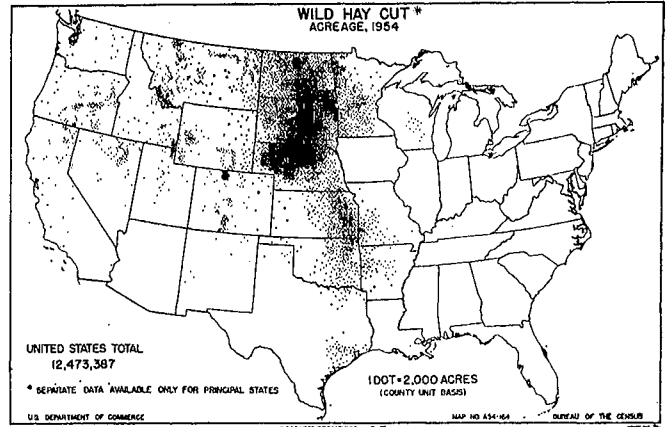 WILD HAY CUT*
ACREAGE, 1954
UNITED STATES TOTAL
12,473,387
* SEPARATE DATA AVAILABLE ONLY FOR PRINCIPAL STATES
1 DOT=2,000 ACRES
(COUNTY UNIT BASIS)
U.S. DEPARTMENT OF COMMERCE
MAP NO. A54-164
BUREAU OF THE CENSUS